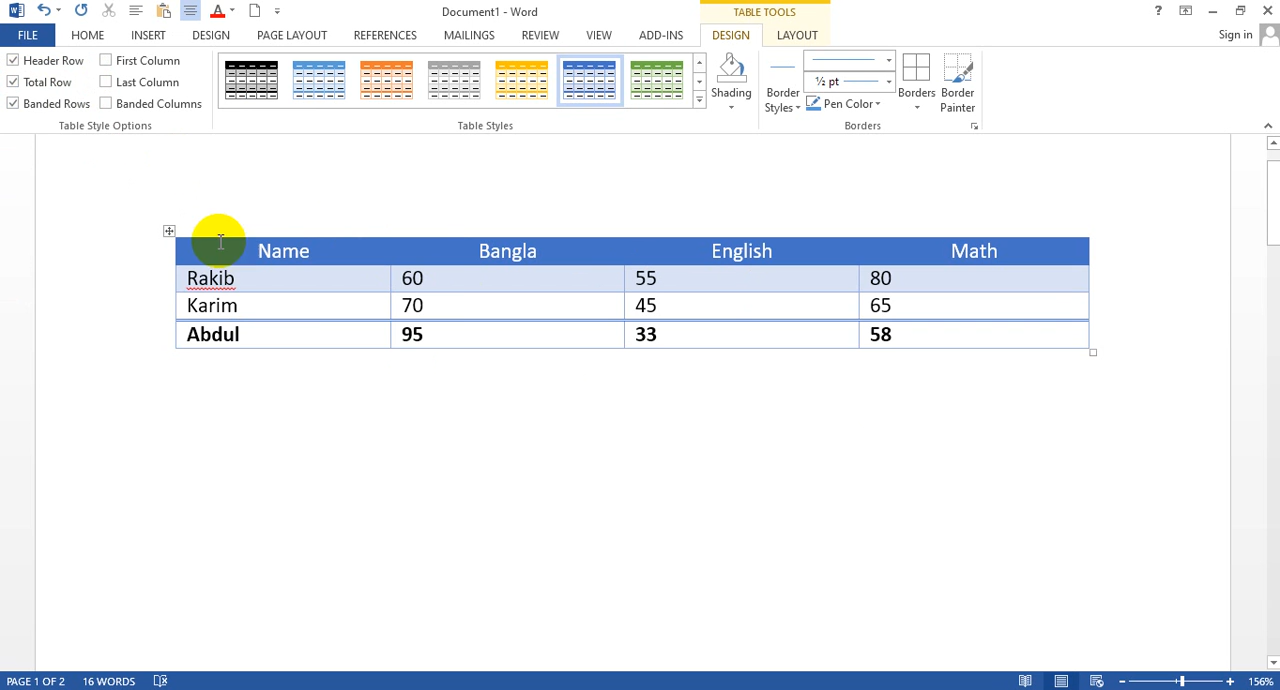 Document1 - Word
TABLE TOOLS
?
FILE
HOME
INSERT
DESIGN
PAGE LAYOUT
REFERENCES
MAILINGS
REVIEW
VIEW
ADD-INS
DESIGN
LAYOUT
Sign in
Header Row
First Column
Total Row
Last Column
Banded Rows
Banded Columns
Table Style Options
Table Styles
Shading
Border Styles
½ pt
Pen Color
Borders
Border Painter
Borders
Name Bangla English Math
Rakib 60 55 80
Karim 70 45 65
Abdul 95 33 58
PAGE 1 OF 2
16 WORDS
156%